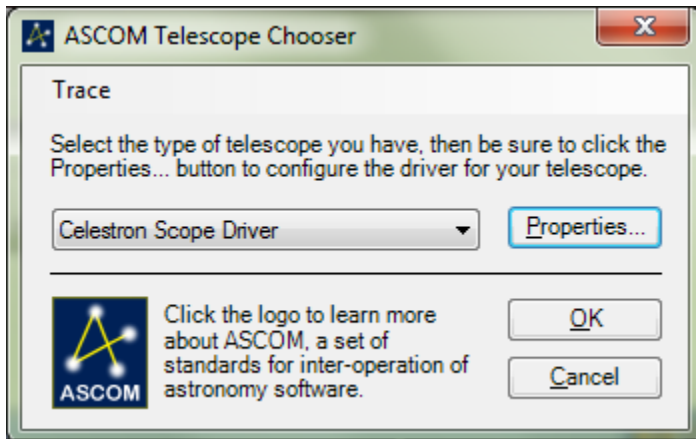 ASCOM Telescope Chooser
Trace
Select the type of telescope you have, then be sure to click the
Properties... button to configure the driver for your telescope.
Celestron Scope Driver
Properties...
Click the logo to learn more
about ASCOM, a set of
standards for inter-operation of
astronomy software.
ASCOM
OK
Cancel